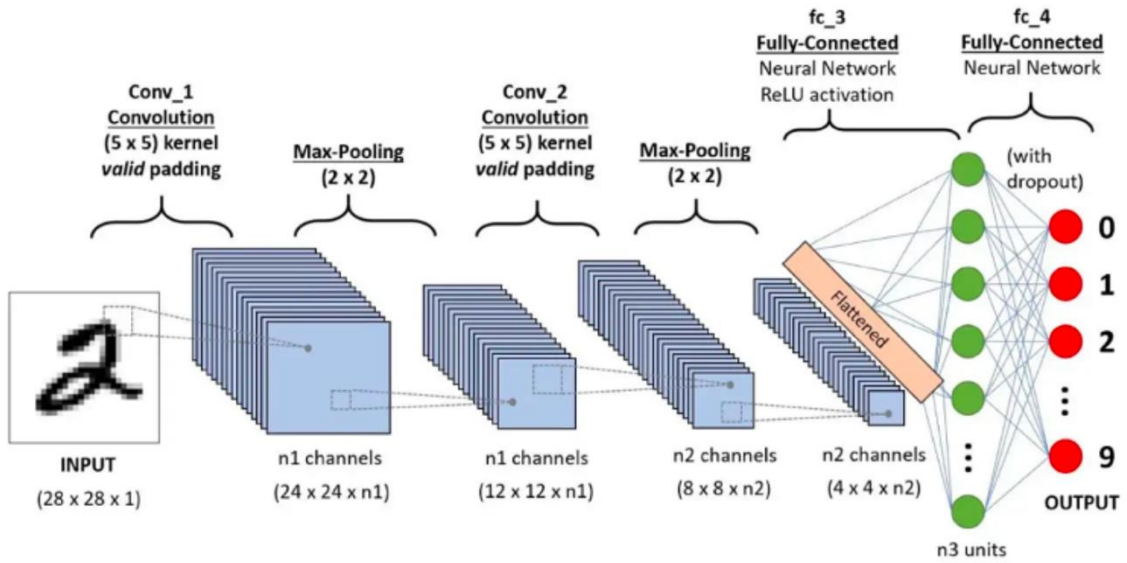 Conv_1
Convolution
(5 x 5) kernel
valid padding
Max-Pooling
(2 x 2)
Conv_2
Convolution
(5 x 5) kernel
valid padding
Max-Pooling
(2 x 2)
fc_3
Fully-Connected
Neural Network
ReLU activation
fc_4
Fully-Connected
Neural Network
(with
dropout)
Flattened
0
1
2
9
OUTPUT
2
INPUT
(28 x 28 x 1)
n1 channels
(24 x 24 x n1)
n1 channels
(12 x 12 x n1)
n2 channels
(8 x 8 x n2)
n2 channels
(4 x 4 x n2)
n3 units